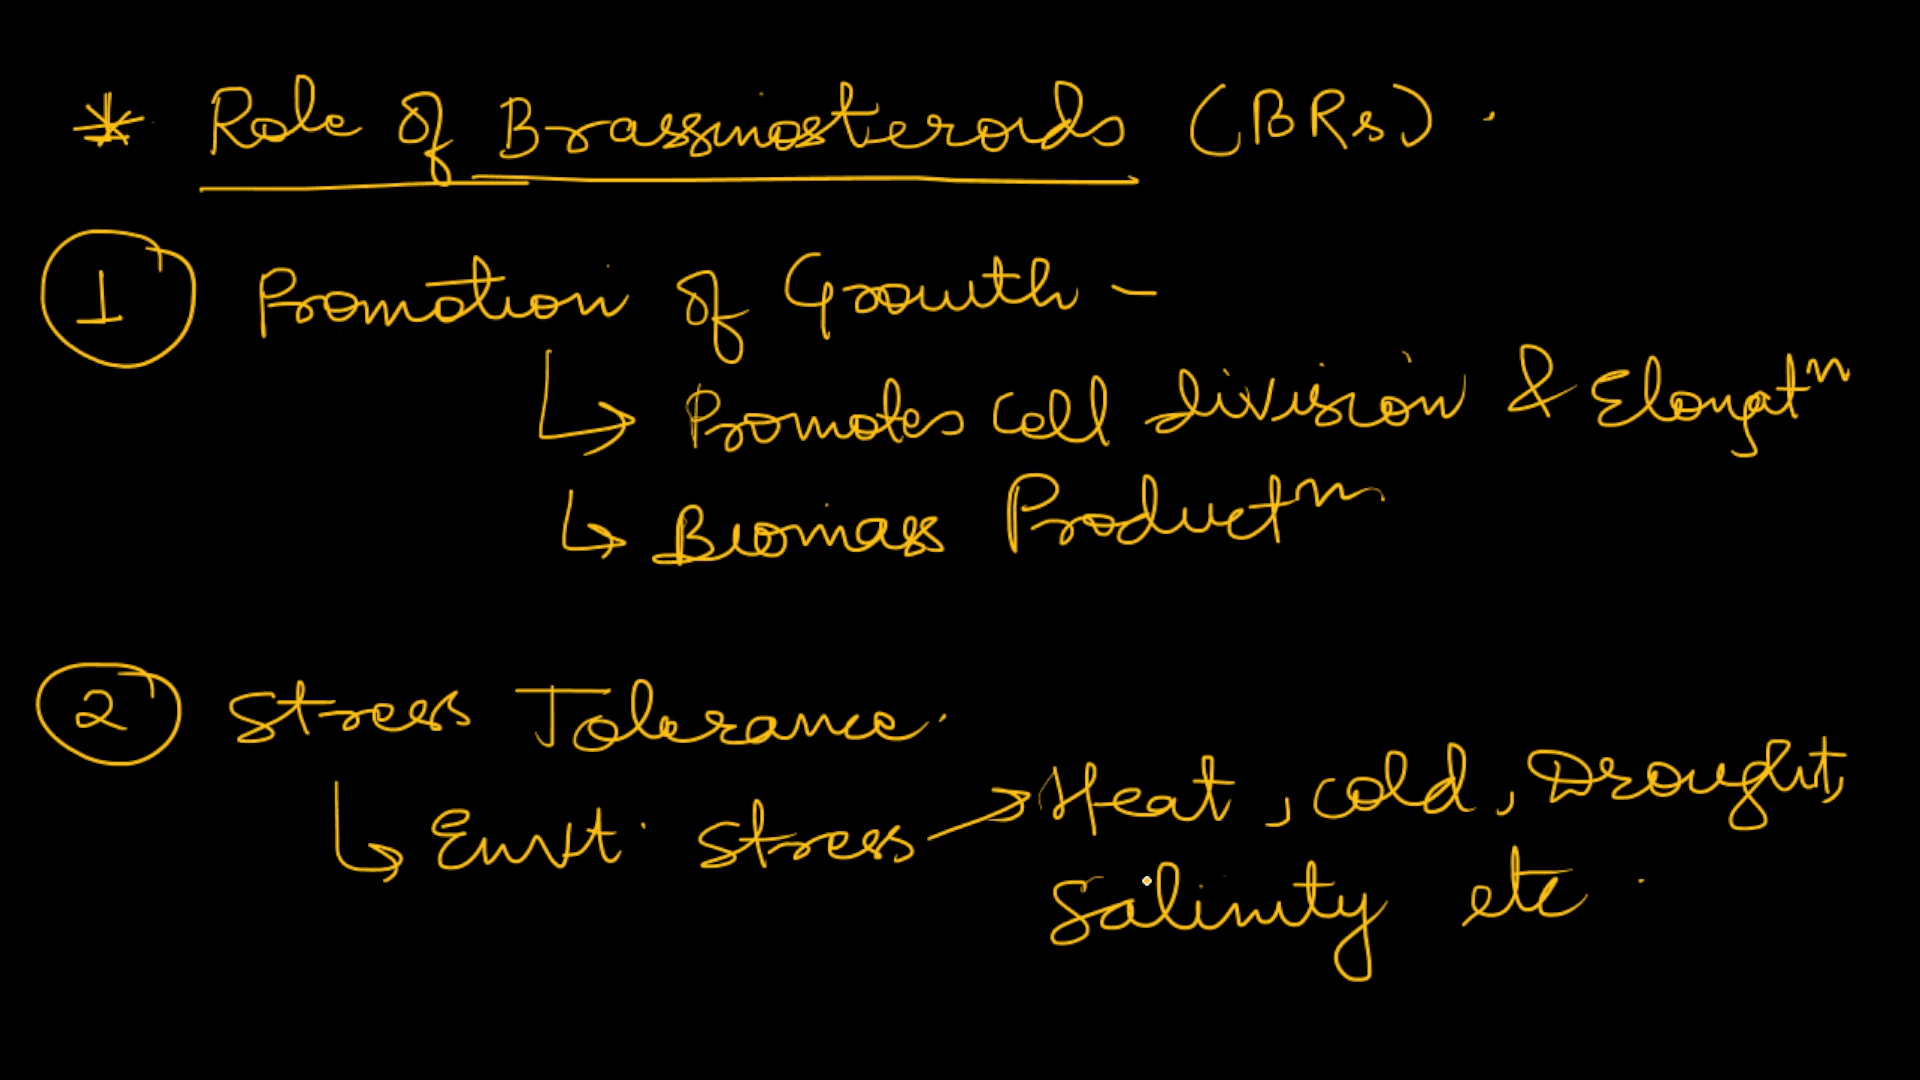 * Role of Brassinosteroids (BRs).
1 Promotion of Growth -
↳ Promotes cell division & Elongatⁿ
↳ Biomass Productⁿ
2 Stress Tolerance.
↳ Envt. stress → Heat, cold, Drought,
Salinity etc.